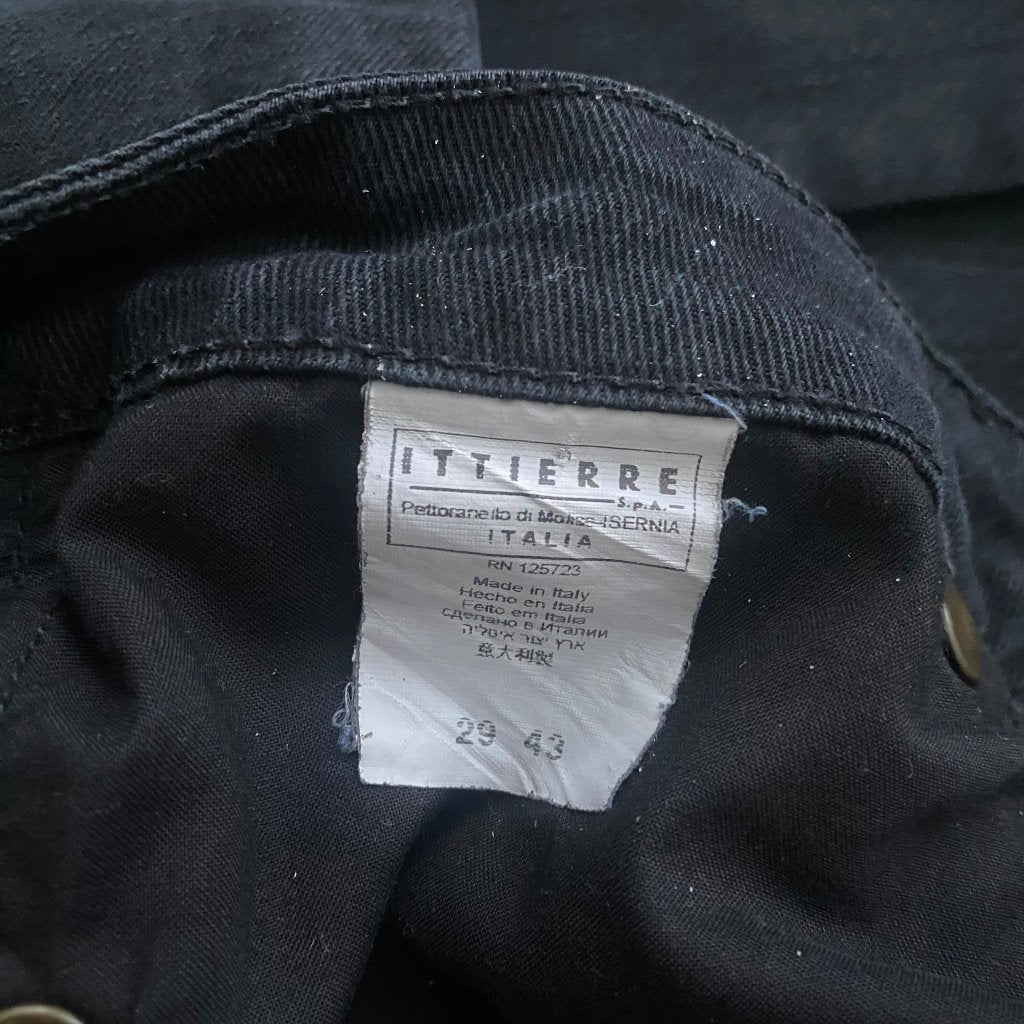 ITTIERRE
S.p.A.
Pettoranello di Molise-ISERNIA
ITALIA
RN 125723
Made in Italy
Hecho en Italia
Feito em Italia
сделано в Италии
ארץ יצור איטליה
意大利製
29 43